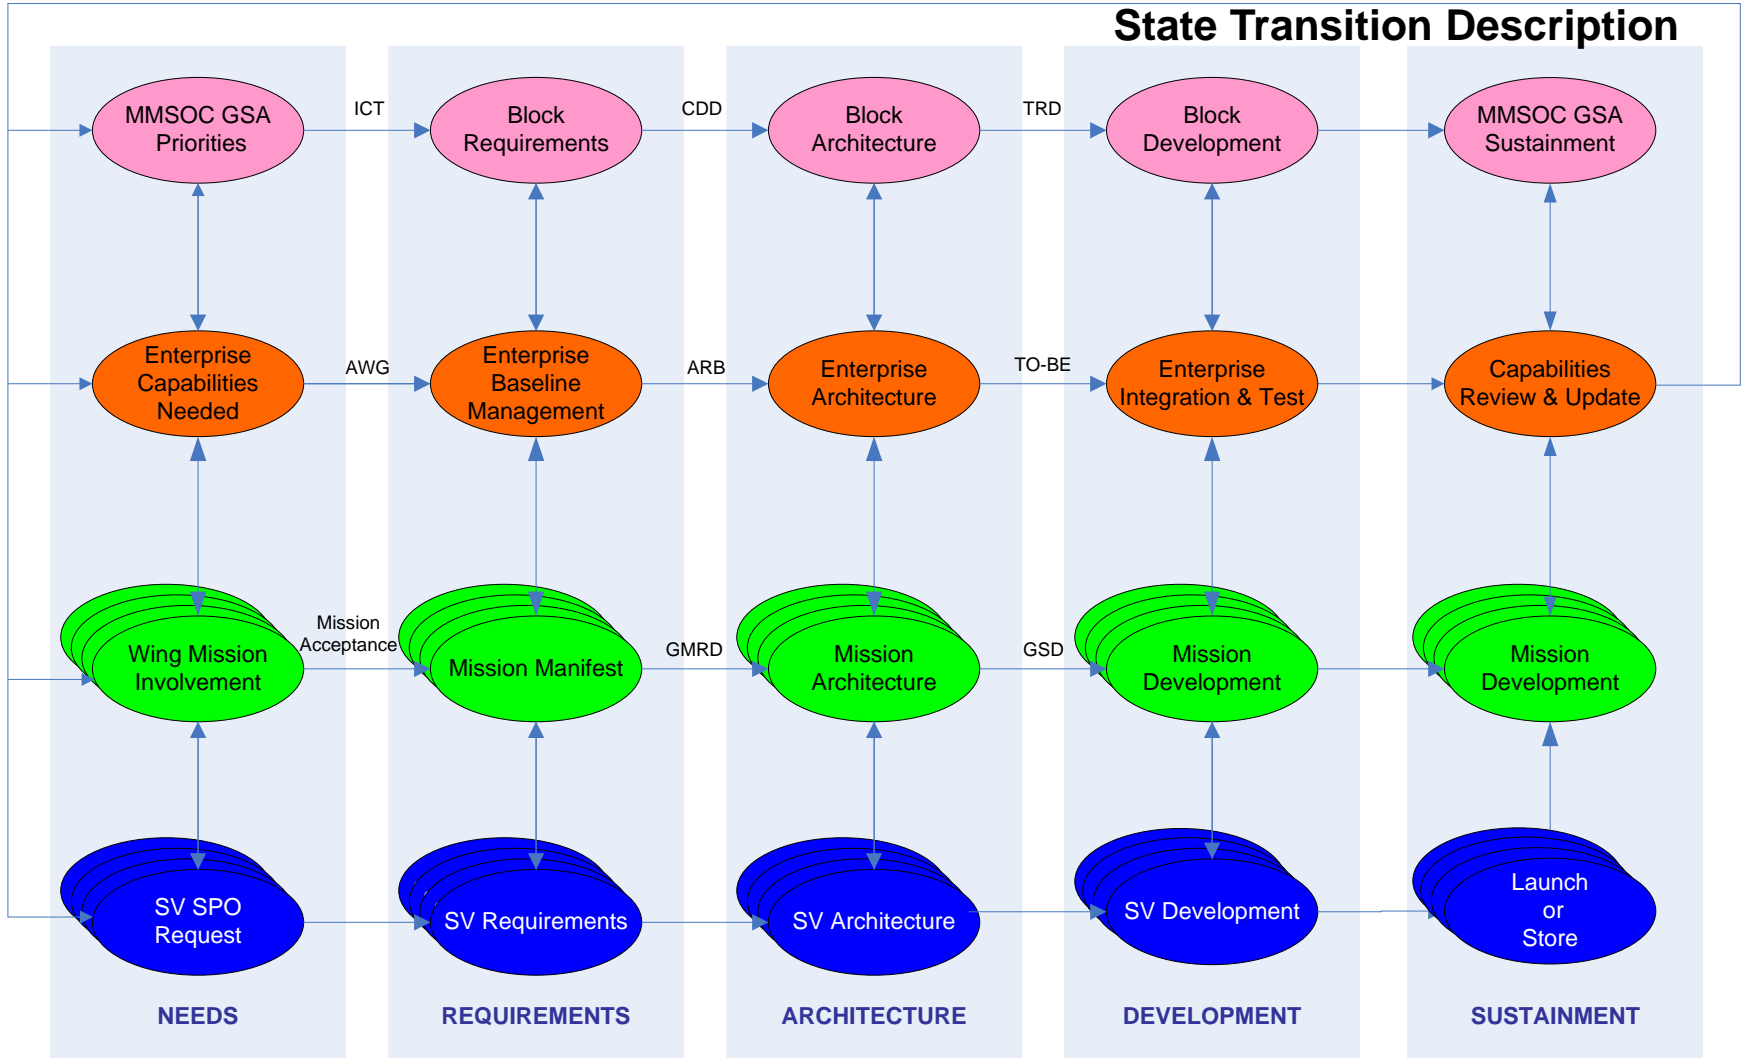 State Transition Description
MMSOC GSA
Priorities
ICT
Block
Requirements
CDD
Block
Architecture
TRD
Block
Development
MMSOC GSA
Sustainment
Enterprise
Capabilities
Needed
AWG
Enterprise
Baseline
Management
ARB
Enterprise
Architecture
TO-BE
Enterprise
Integration & Test
Capabilities
Review & Update
Wing Mission
Involvement
Mission
Acceptance
Mission Manifest
GMRD
Mission
Architecture
GSD
Mission
Development
Mission
Development
SV SPO
Request
SV Requirements
SV Architecture
SV Development
Launch
or
Store
NEEDS
REQUIREMENTS
ARCHITECTURE
DEVELOPMENT
SUSTAINMENT